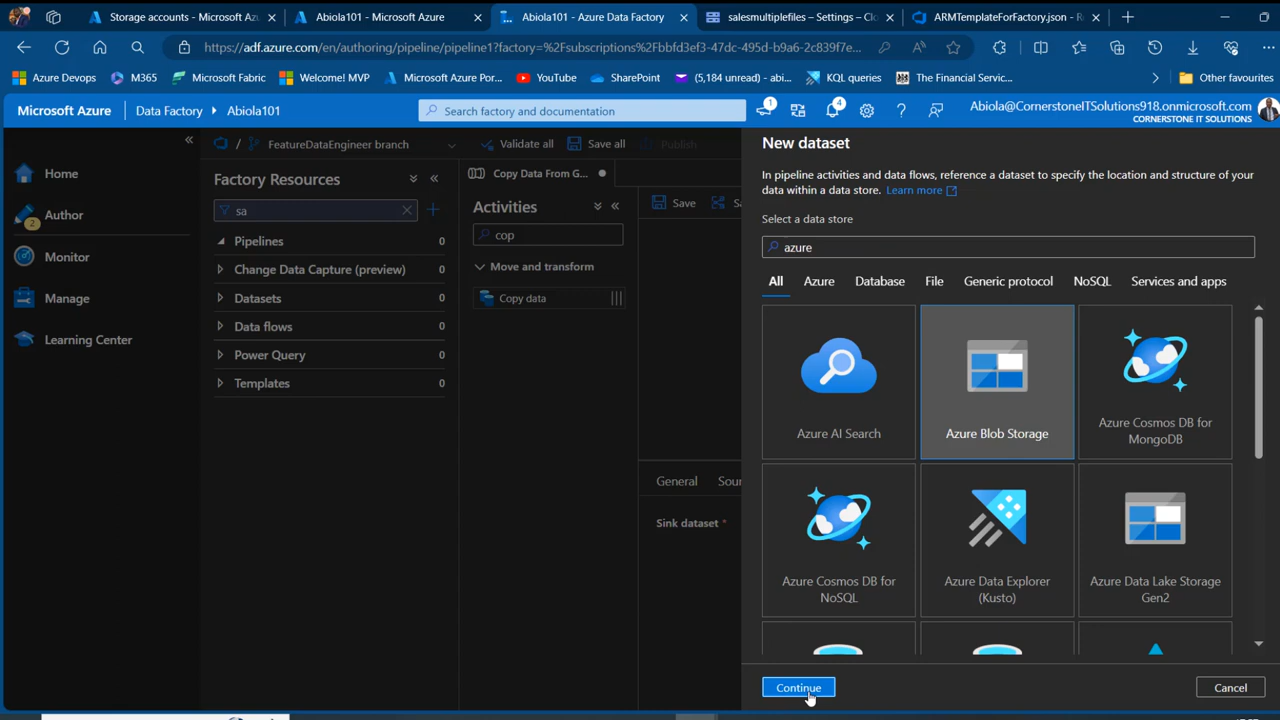 Storage accounts - Microsoft Az
Abiola101 - Microsoft Azure
Abiola101 - Azure Data Factory
salesmultiplefiles – Settings – Clo
ARMTemplateForFactory.json - Re
https://adf.azure.com/en/authoring/pipeline/pipeline1?factory=%2Fsubscriptions%2Fbbfd3ef3-47dc-495d-b9a6-2c839f7e...
Azure Devops
M365
Microsoft Fabric
Welcome! MVP
Microsoft Azure Por...
YouTube
SharePoint
(5,184 unread) - abi...
KQL queries
The Financial Servic...
Other favourites
Microsoft Azure
Data Factory
Abiola101
Search factory and documentation
1
4
Abiola@CornerstoneITSolutions918.onmicrosoft.com
CORNERSTONE IT SOLUTIONS
Home
Author
2
Monitor
Manage
Learning Center
/ FeatureDataEngineer branch
Validate all
Save all
Publish
Factory Resources
sa
Pipelines 0
Change Data Capture (preview) 0
Datasets 0
Data flows 0
Power Query 0
Templates 0
Copy Data From G...
Activities
cop
Move and transform
Copy data
Save
Sa
General
Sour
Sink dataset *
New dataset
In pipeline activities and data flows, reference a dataset to specify the location and structure of your
data within a data store. Learn more
Select a data store
azure
All
Azure
Database
File
Generic protocol
NoSQL
Services and apps
Azure AI Search
Azure Blob Storage
Azure Cosmos DB for
MongoDB
Azure Cosmos DB for
NoSQL
Azure Data Explorer
(Kusto)
Azure Data Lake Storage
Gen2
Continue
Cancel